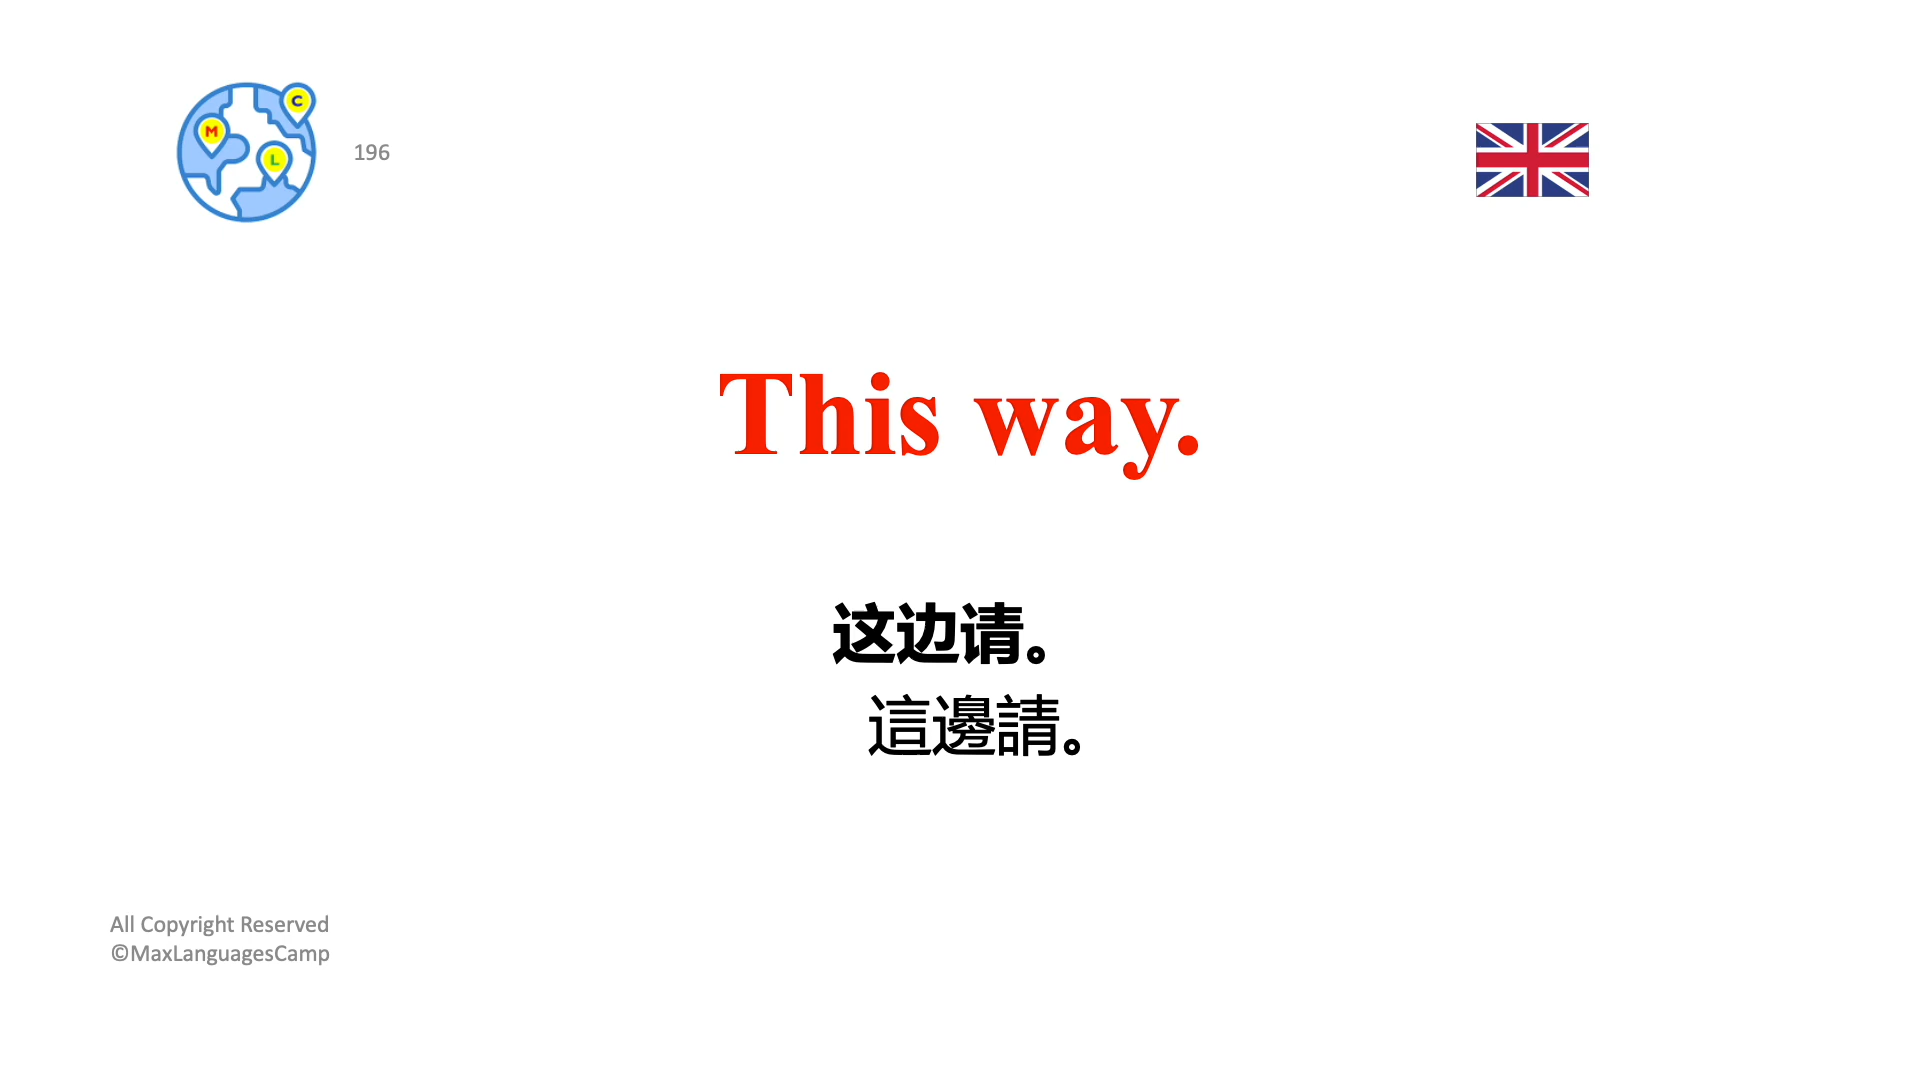 C
M
L
196
This way.
这边请。
這邊請。
All Copyright Reserved
©MaxLanguagesCamp